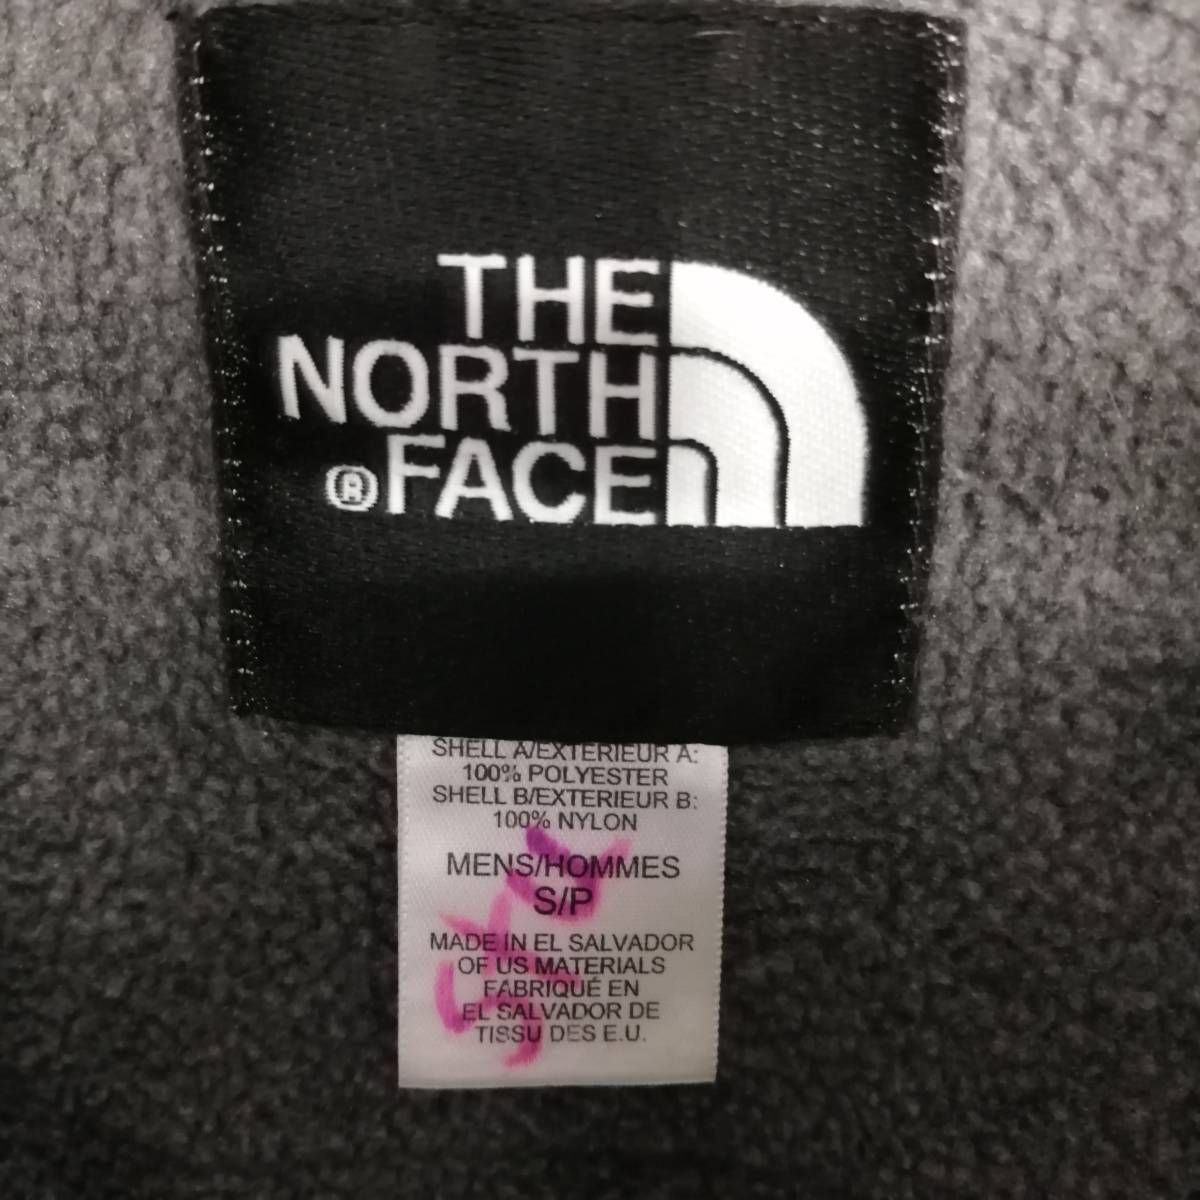 THE
NORTH
®FACE
SHELL A/EXTERIEUR A:
100% POLYESTER
SHELL B/EXTERIEUR B:
100% NYLON
MENS/HOMMES
S/P
MADE IN EL SALVADOR
OF US MATERIALS
FABRIQUÉ EN
EL SALVADOR DE
TISSU DES E.U.